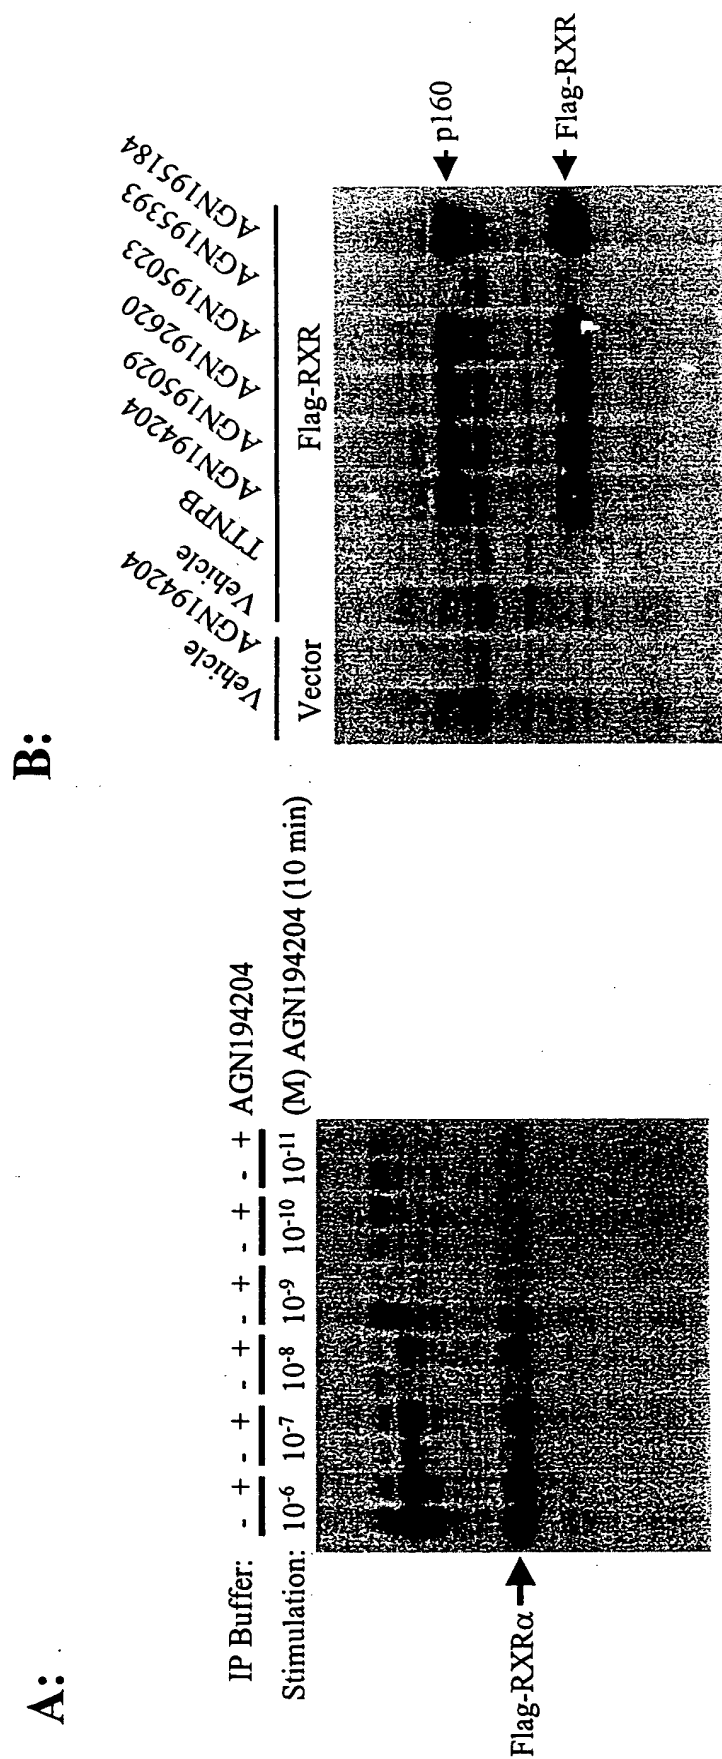 A:
IP Buffer: - + - + - + - + - + - + AGN194204
Stimulation: 10-6 10-7 10-8 10-9 10-10 10-11 (M) AGN194204 (10 min)
Flag-RXRα
B:
Vehicle
AGN194204
Vehicle
TTNPB
AGN194204
AGN195029
AGN192620
AGN195023
AGN195393
AGN195184
Vector Flag-RXR
p160
Flag-RXR